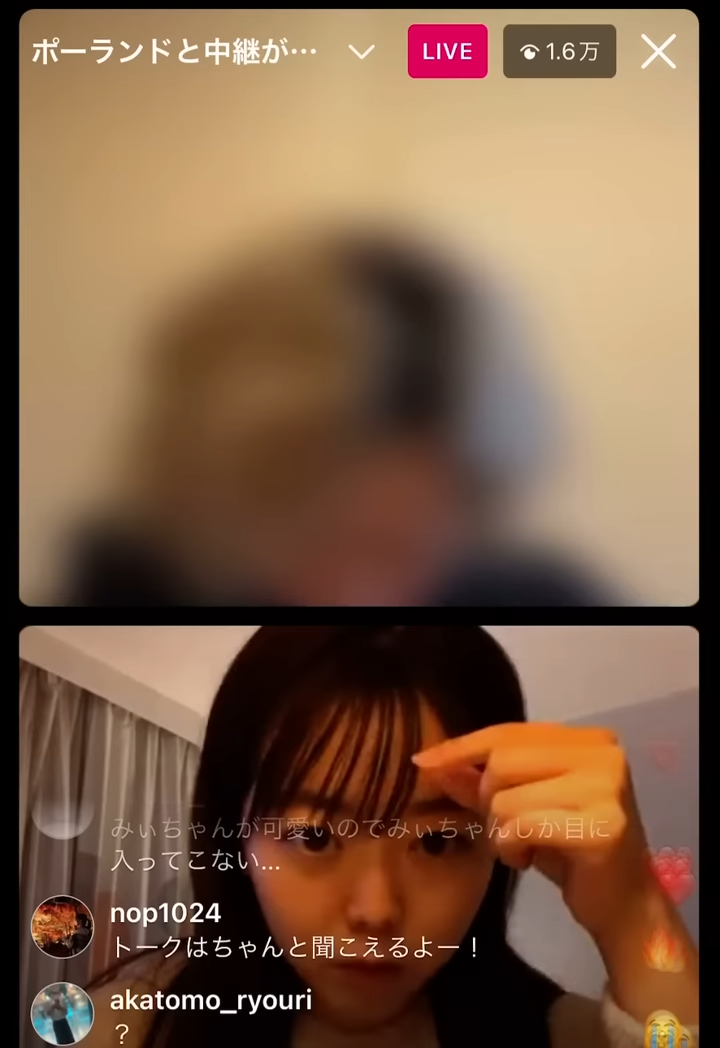 ポーランドと中継が…
LIVE
1.6万
みぃちゃんが可愛いのでみぃちゃんしか目に
入ってこない...
nop1024
トークはちゃんと聞こえるよー！
akatomo_ryouri
？